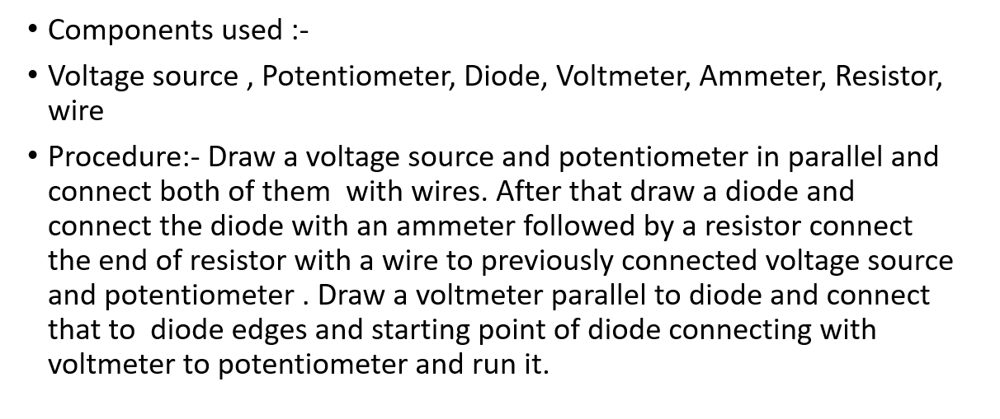 • Components used :-
• Voltage source , Potentiometer, Diode, Voltmeter, Ammeter, Resistor,
wire
• Procedure:- Draw a voltage source and potentiometer in parallel and
connect both of them  with wires. After that draw a diode and
connect the diode with an ammeter followed by a resistor connect
the end of resistor with a wire to previously connected voltage source
and potentiometer . Draw a voltmeter parallel to diode and connect
that to  diode edges and starting point of diode connecting with
voltmeter to potentiometer and run it.